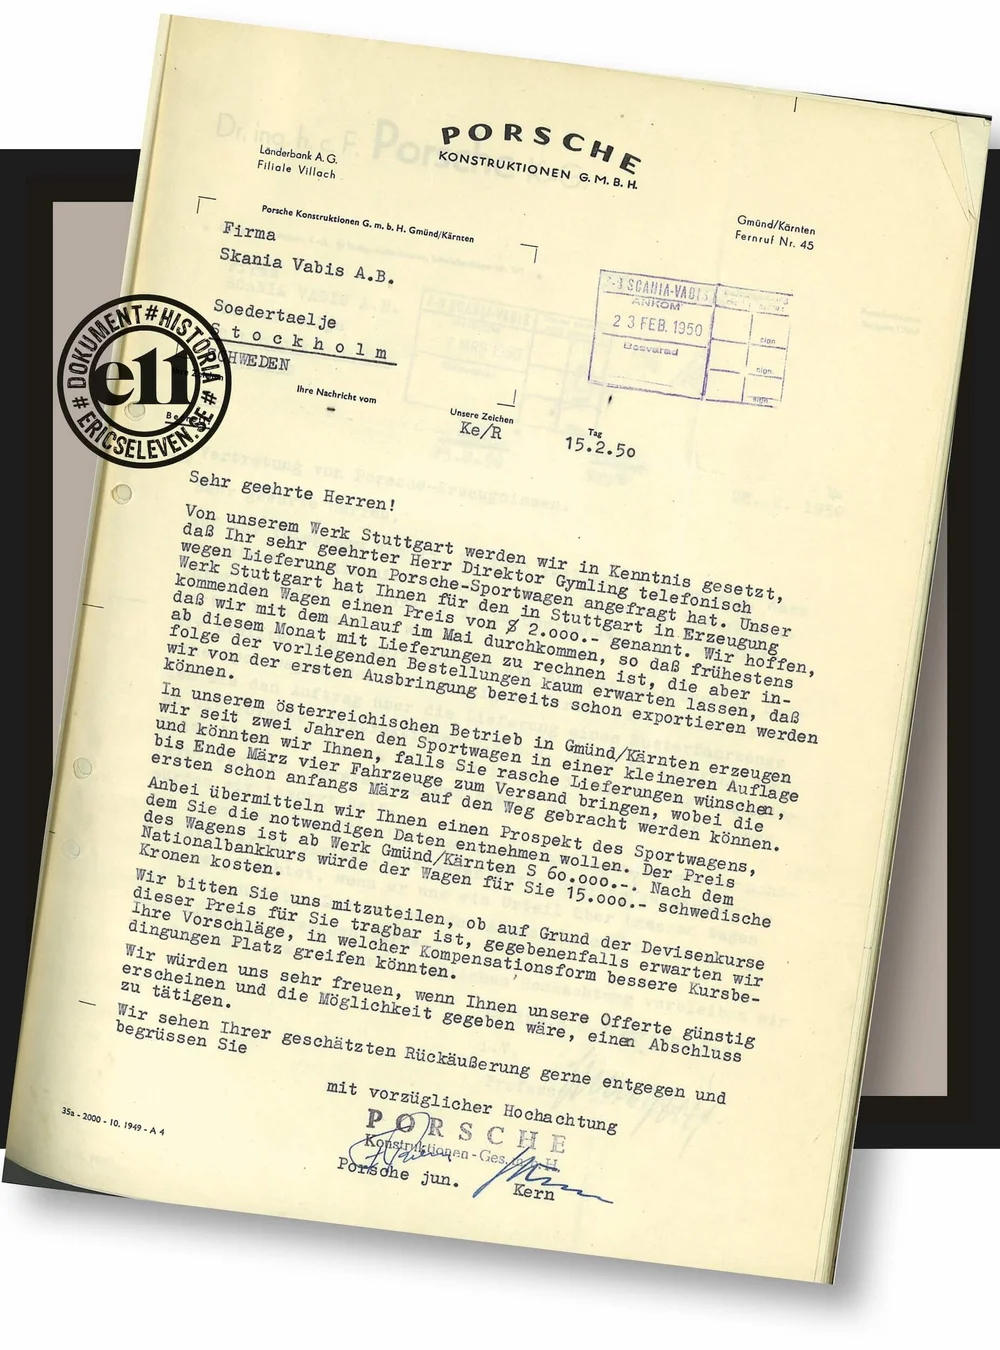 PORSCHE
KONSTRUKTIONEN G. M. B. H.
Länderbank A. G.
Filiale Villach
Dr. ing. h. c. F. Porsche
Porsche Konstruktionen G. m. b. H. Gmünd/Kärnten
Gmünd/Kärnten
Fernruf Nr. 45
Firma
Skania Vabis A.B.
Soedertaelje
Stockholm
SCHWEDEN
SCANIA-VABIS
ANKOM
23 FEB. 1950
Besvarad
sign.
sign.
sign
# DOKUMENT # HISTORIA # ERICSELEVEN.SE
e11
Ihre Nachricht vom
-
Unsere Zeichen
Ke/R
Tag
15.2.50
Sehr geehrte Herren!
Von unserem Werk Stuttgart werden wir in Kenntnis gesetzt,
daß Ihr sehr geehrter Herr Direktor Gymling telefonisch
wegen Lieferung von Porsche-Sportwagen angefragt hat. Unser
Werk Stuttgart hat Ihnen für den in Stuttgart in Erzeugung
kommenden Wagen einen Preis von $ 2.000.- genannt. Wir hoffen,
daß wir mit dem Anlauf im Mai durchkommen, so daß frühestens
ab diesem Monat mit Lieferungen zu rechnen ist, die aber in-
folge der vorliegenden Bestellungen kaum erwarten lassen, daß
wir von der ersten Ausbringung bereits schon exportieren werden
können.
In unserem österreichischen Betrieb in Gmünd/Kärnten erzeugen
wir seit zwei Jahren den Sportwagen in einer kleineren Auflage
und könnten wir Ihnen, falls Sie rasche Lieferungen wünschen,
bis Ende März vier Fahrzeuge zum Versand bringen, wobei die
ersten schon anfangs März auf den Weg gebracht werden können.
Anbei übermitteln wir Ihnen einen Prospekt des Sportwagens,
dem Sie die notwendigen Daten entnehmen wollen. Der Preis
des Wagens ist ab Werk Gmünd/Kärnten S 60.000.-. Nach dem
Nationalbankkurs würde der Wagen für Sie 15.000.- schwedische
Kronen kosten.
Wir bitten Sie uns mitzuteilen, ob auf Grund der Devisenkurse
dieser Preis für Sie tragbar ist, gegebenenfalls erwarten wir
Ihre Vorschläge, in welcher Kompensationsform bessere Kursbe-
dingungen Platz greifen könnten.
Wir würden uns sehr freuen, wenn Ihnen unsere Offerte günstig
erscheinen und die Möglichkeit gegeben wäre, einen Abschluss
zu tätigen.
Wir sehen Ihrer geschätzten Rückäußerung gerne entgegen und
begrüssen Sie
mit vorzüglicher Hochachtung
PORSCHE
Konstruktionen-Ges.m.b.H.
Porsche jun.
Kern
35a - 2000 - 10. 1949 - A 4